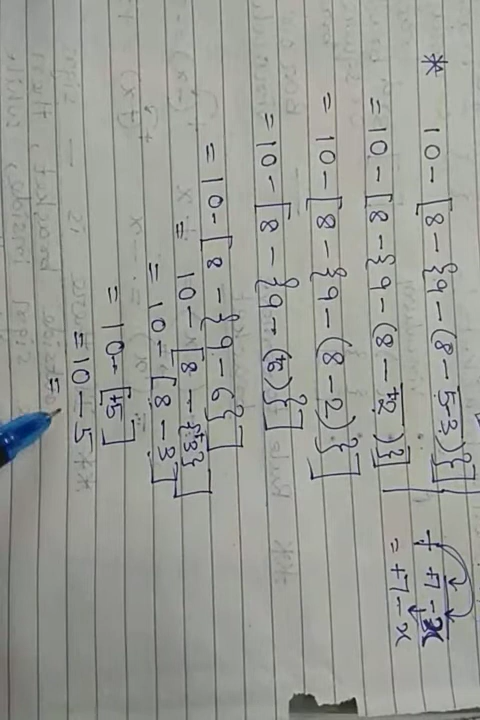 * 10 - [8 - {9 - (8 - 5-3)}]
= 10 - [8 - {9 - (8 - +2)}]
= 10 - [8 - {9 - (8 - 2)}]
= 10 - [8 - {9 - (6)}]
= 10 - [8 - {9 - 6}]
= 10 - [8 - {+3}]
= 10 - [8 - 3]
= 10 - [+5]
= 10 - 5
=
+ +7 - x
= +7 - x